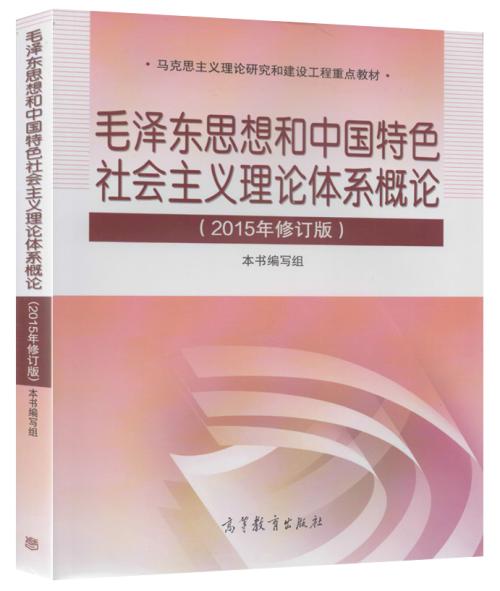 ·马克思主义理论研究和建设工程重点教材·
毛泽东思想和中国特色
社会主义理论体系概论
(2015年修订版)
本书编写组
高等教育出版社
毛泽东思想和中国特色社会主义理论体系概论
(2015年修订版)
本书编写组